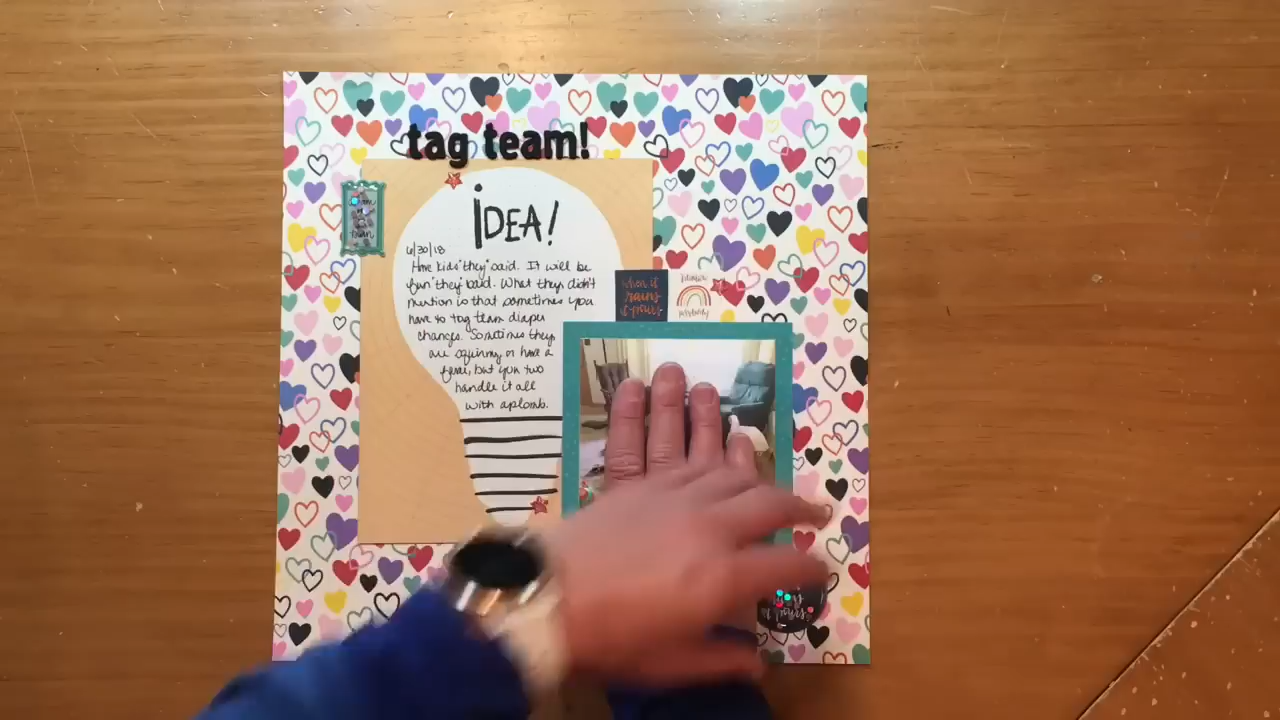 tag team!
iDEA!
6/30/18
Have kids "they" said. It will be
fun "they" said. What they didn't
mention is that sometimes you
have to tag team diaper
changes. Sometimes they
are squirmy or have a
fever, but you two
handle it all
with aplomb.
when it
rains
it pours